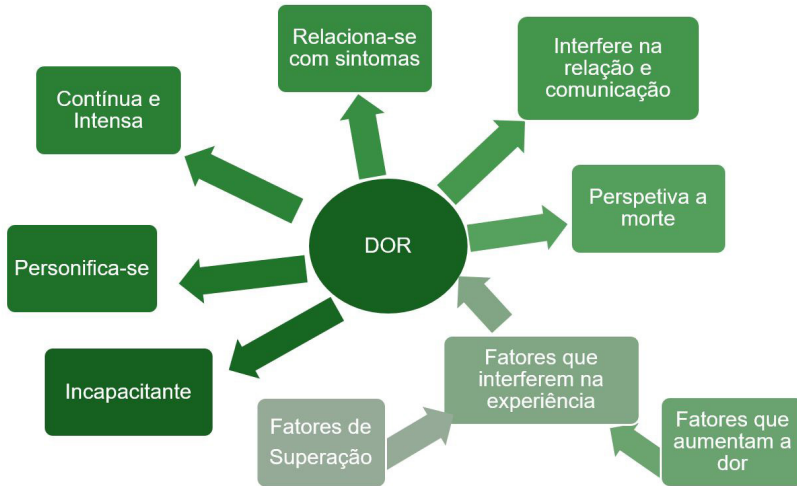 Relaciona-se
com sintomas
Interfere na
relação e
comunicação
Contínua e
Intensa
Perspetiva a
morte
DOR
Personifica-se
Incapacitante
Fatores que
interferem na
experiência
Fatores de
Superação
Fatores que
aumentam a
dor